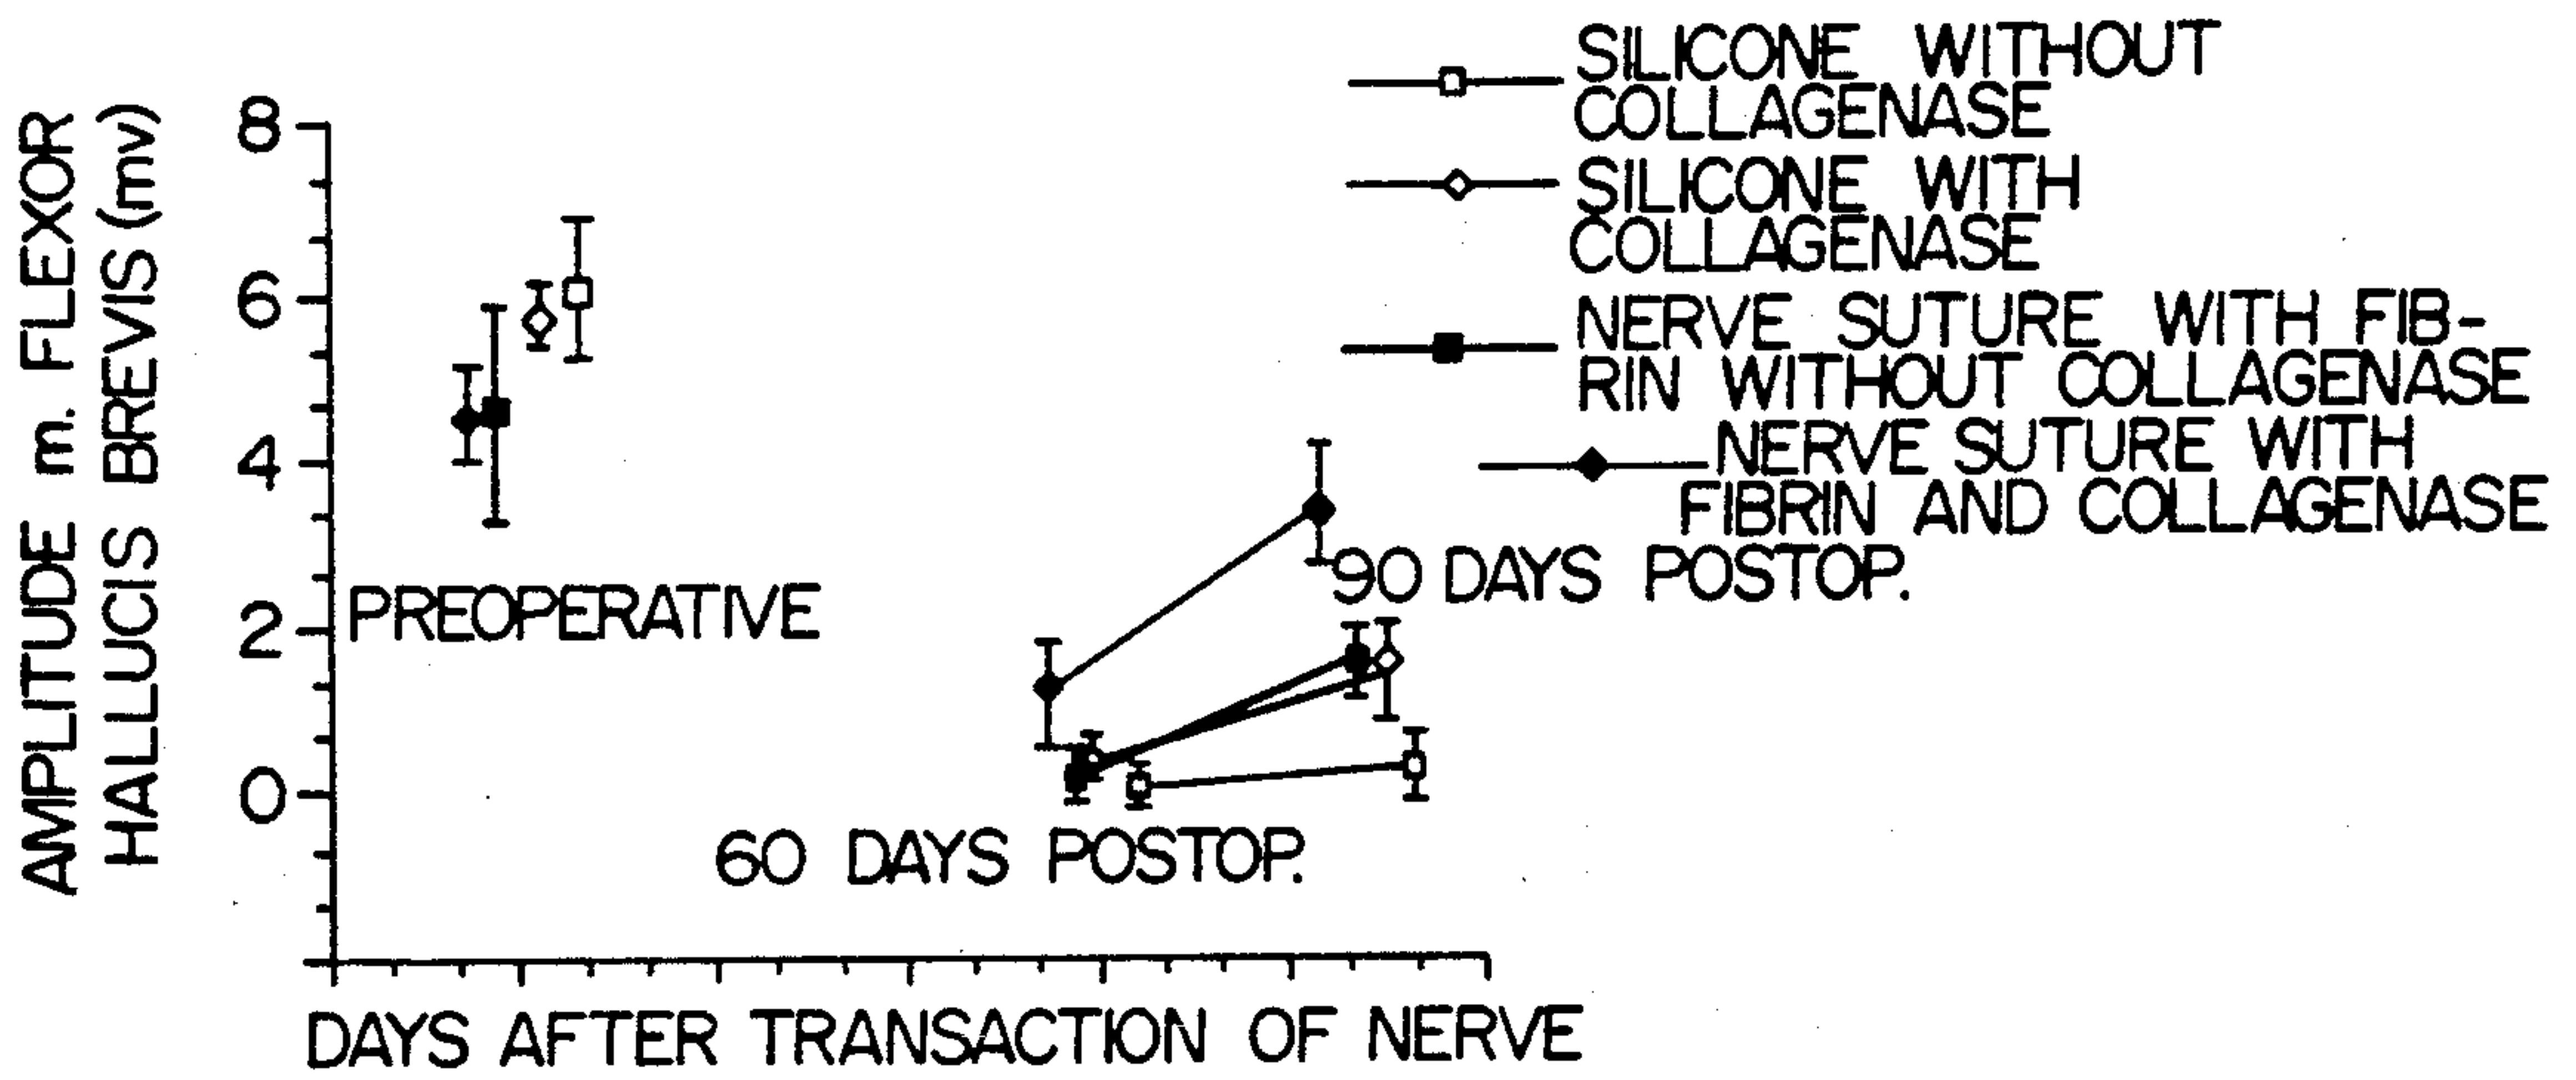 SILICONE WITHOUT
COLLAGENASE
SILICONE WITH
COLLAGENASE
NERVE SUTURE WITH FIB-
RIN WITHOUT COLLAGENASE
NERVE SUTURE WITH
FIBRIN AND COLLAGENASE
AMPLITUDE m. FLEXOR
HALLUCIS BREVIS (mv)
8
6
4
2
0
PREOPERATIVE
90 DAYS POSTOP.
60 DAYS POSTOP.
DAYS AFTER TRANSACTION OF NERVE